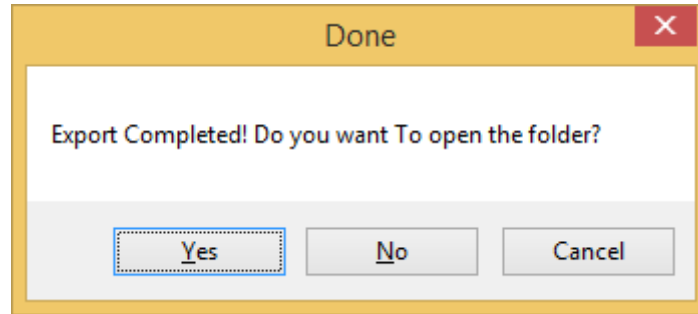 Done
Export Completed! Do you want To open the folder?
Yes
No
Cancel